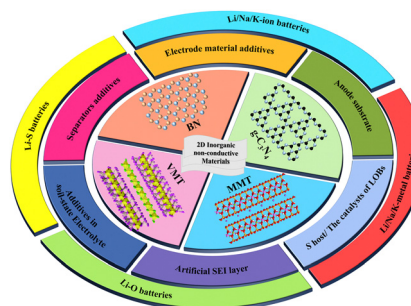 Li/Na/K-ion batteries
Electrode material additives
Li-S batteries
Separators additives
BN
g-C₃N₄
Anode substrate
2D Inorganic
non-conductive
Materials
VMT
MMT
Additives in
soil-state Electrolyte
S host/ The catalysts of LOBs
Li/Na/K-metal
Artificial SEI layer
Li-O batteries